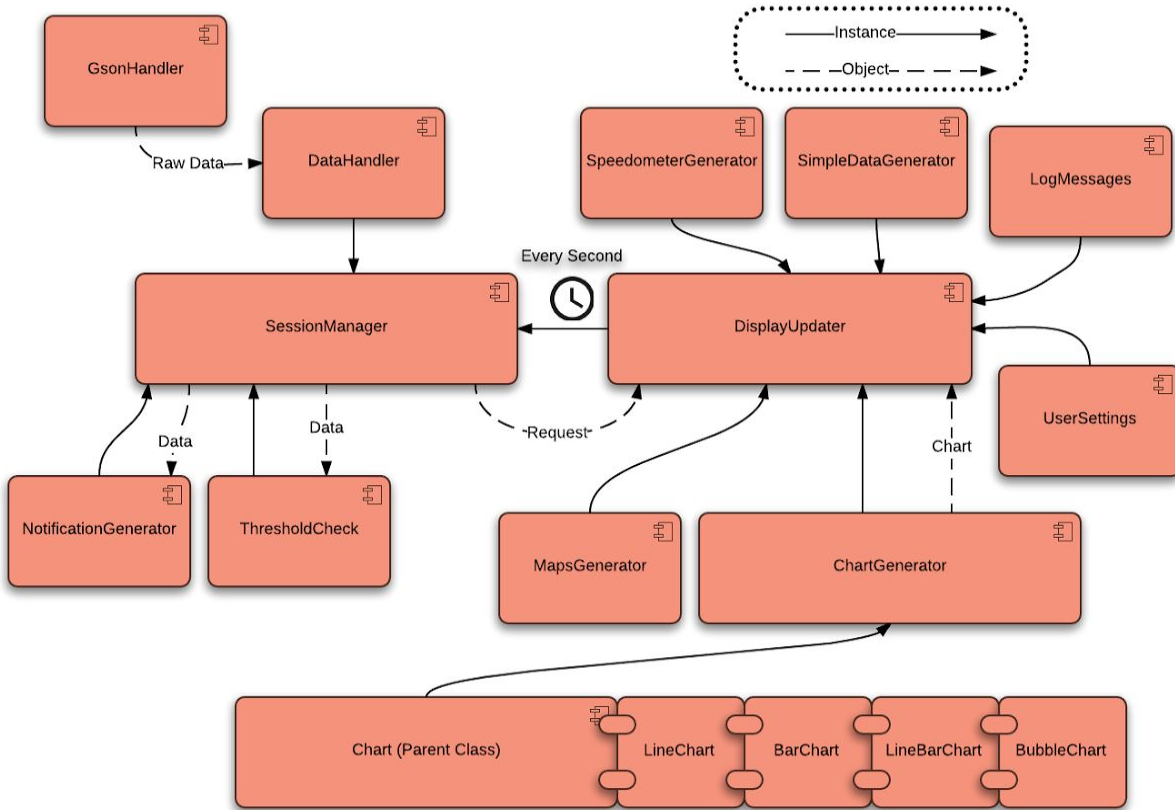 Instance
GsonHandler
Object
Raw Data
DataHandler
SpeedometerGenerator
SimpleDataGenerator
LogMessages
Every Second
SessionManager
DisplayUpdater
UserSettings
Data
Data
Request
Chart
NotificationGenerator
ThresholdCheck
MapsGenerator
ChartGenerator
Chart (Parent Class)
LineChart
BarChart
LineBarChart
BubbleChart